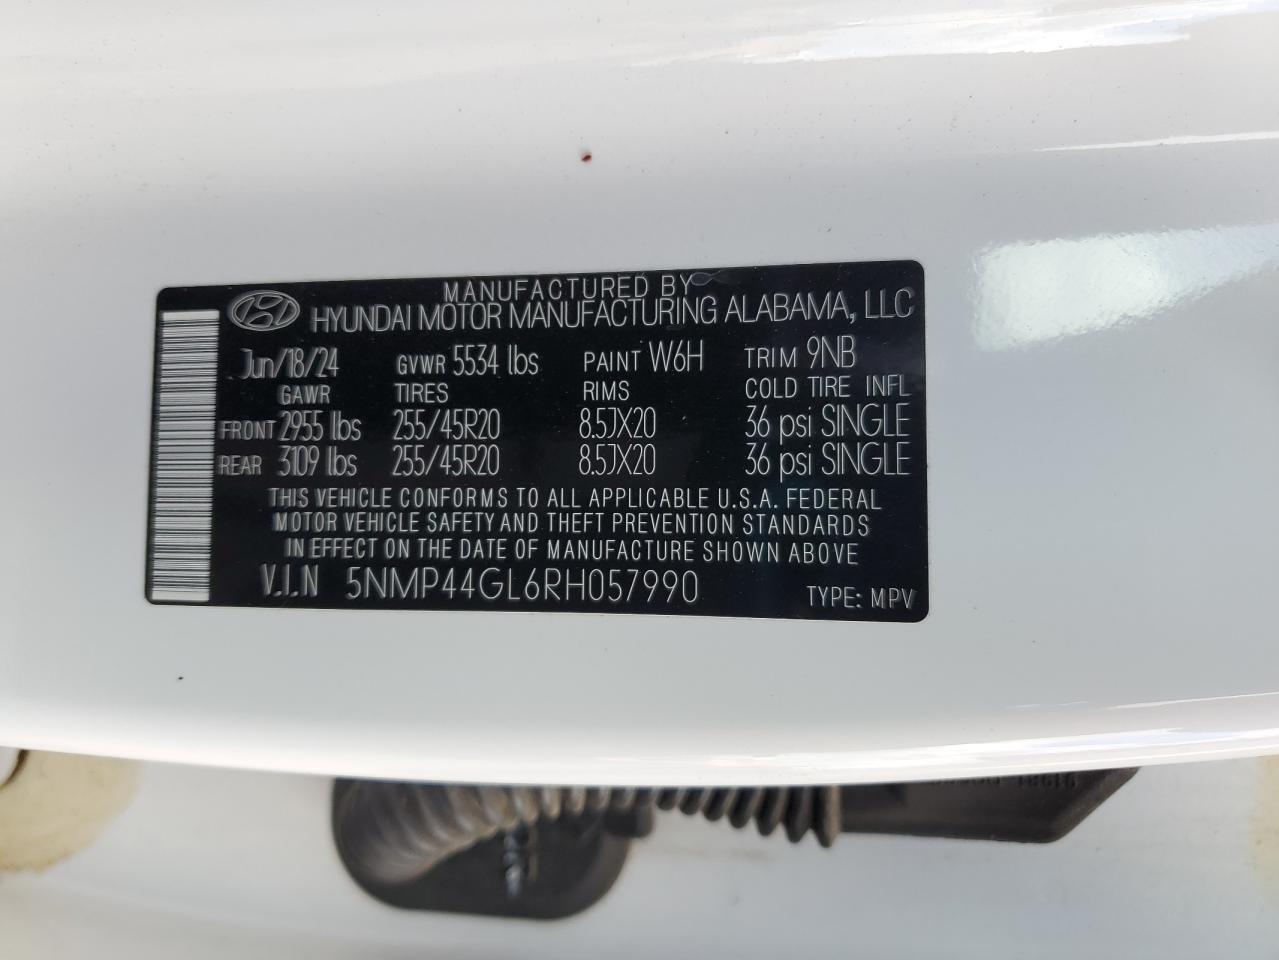 MANUFACTURED BY
HYUNDAI MOTOR MANUFACTURING ALABAMA, LLC
Jun/18/24 GVWR 5534 lbs PAINT W6H TRIM 9NB
GAWR TIRES RIMS COLD TIRE INFL
FRONT 2955 lbs 255/45R20 8.5JX20 36 psi SINGLE
REAR 3109 lbs 255/45R20 8.5JX20 36 psi SINGLE
THIS VEHICLE CONFORMS TO ALL APPLICABLE U.S.A. FEDERAL
MOTOR VEHICLE SAFETY AND THEFT PREVENTION STANDARDS
IN EFFECT ON THE DATE OF MANUFACTURE SHOWN ABOVE
V.I.N 5NMP44GL6RH057990 TYPE: MPV